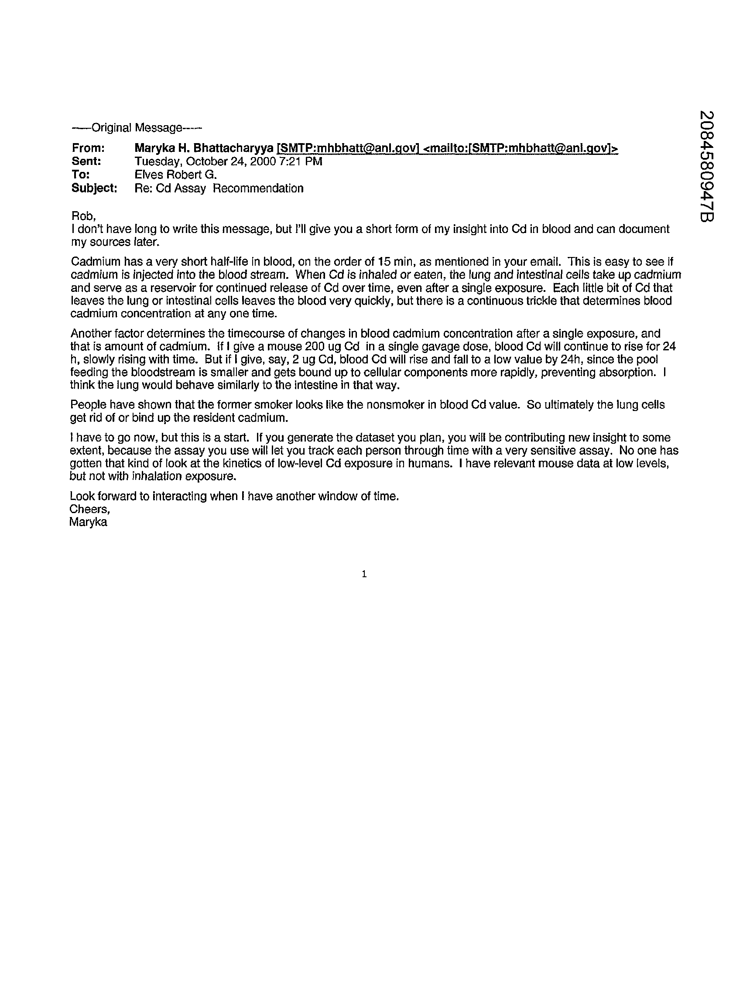 -----Original Message-----
From: Maryka H. Bhattacharyya [SMTP:mhbhatt@anl.gov] <mailto:[SMTP:mhbhatt@anl.gov]>
Sent: Tuesday, October 24, 2000 7:21 PM
To: Elves Robert G.
Subject: Re: Cd Assay Recommendation
Rob,
I don't have long to write this message, but I'll give you a short form of my insight into Cd in blood and can document
my sources later.
Cadmium has a very short half-life in blood, on the order of 15 min, as mentioned in your email. This is easy to see if
cadmium is injected into the blood stream. When Cd is inhaled or eaten, the lung and intestinal cells take up cadmium
and serve as a reservoir for continued release of Cd over time, even after a single exposure. Each little bit of Cd that
leaves the lung or intestinal cells leaves the blood very quickly, but there is a continuous trickle that determines blood
cadmium concentration at any one time.
Another factor determines the timecourse of changes in blood cadmium concentration after a single exposure, and
that is amount of cadmium. If I give a mouse 200 ug Cd in a single gavage dose, blood Cd will continue to rise for 24
h, slowly rising with time. But if I give, say, 2 ug Cd, blood Cd will rise and fall to a low value by 24h, since the pool
feeding the bloodstream is smaller and gets bound up to cellular components more rapidly, preventing absorption. I
think the lung would behave similarly to the intestine in that way.
People have shown that the former smoker looks like the nonsmoker in blood Cd value. So ultimately the lung cells
get rid of or bind up the resident cadmium.
I have to go now, but this is a start. If you generate the dataset you plan, you will be contributing new insight to some
extent, because the assay you use will let you track each person through time with a very sensitive assay. No one has
gotten that kind of look at the kinetics of low-level Cd exposure in humans. I have relevant mouse data at low levels,
but not with inhalation exposure.
Look forward to interacting when I have another window of time.
Cheers,
Maryka
1
2084580947B